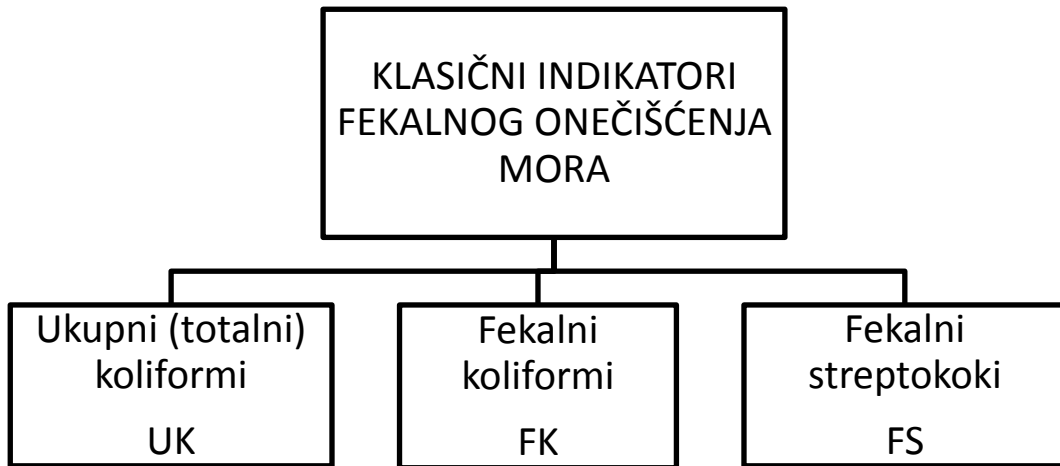 KLASIČNI INDIKATORI
FEKALNOG ONEČIŠĆENJA
MORA
Ukupni (totalni)
koliformi
UK
Fekalni
koliformi
FK
Fekalni
streptokoki
FS